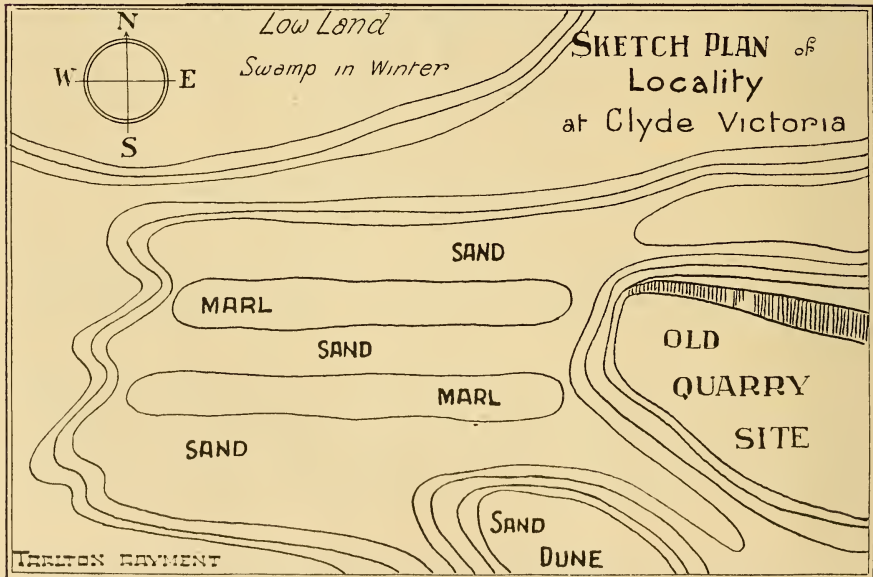 N
W E
S
Low Land
Swamp in Winter
SKETCH PLAN of
Locality
at Clyde Victoria
SAND
MARL
SAND
MARL
SAND
OLD
QUARRY
SITE
SAND
DUNE
TARLTON RAYMENT